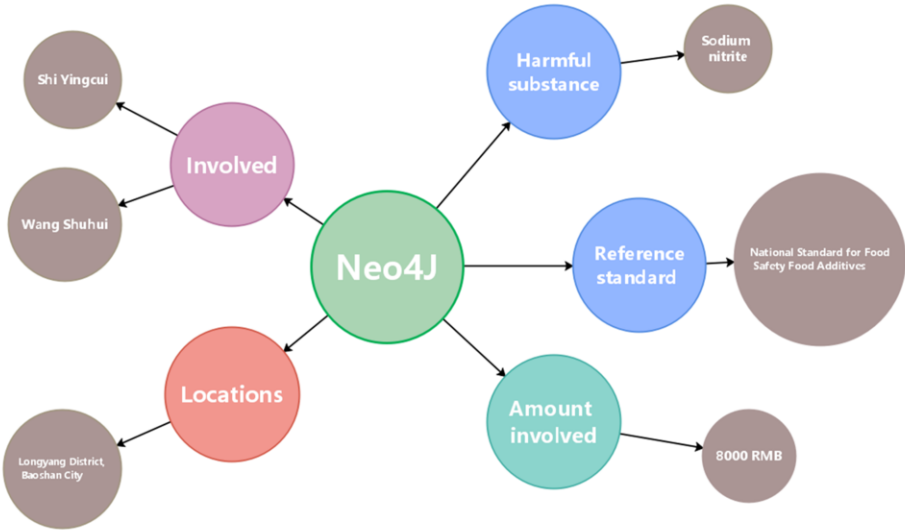 Shi Yingcui
Involved
Wang Shuhui
Harmful
substance
Sodium
nitrite
Neo4J
Reference
standard
National Standard for Food
Safety Food Additives
Locations
Longyang District,
Baoshan City
Amount
involved
8000 RMB